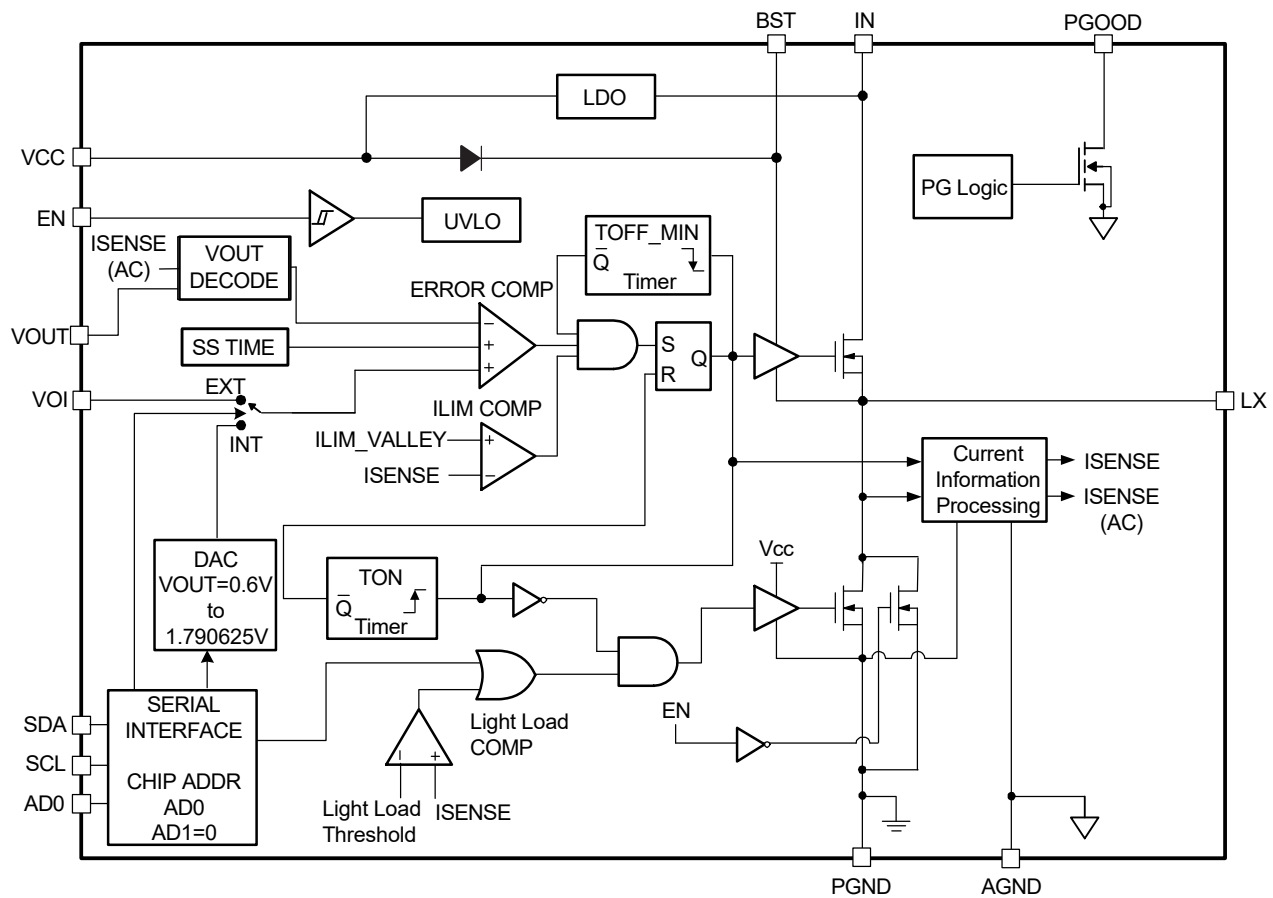 BST
IN
PGOOD
LDO
VCC
PG Logic
EN
UVLO
ISENSE
(AC)
VOUT
DECODE
TOFF_MIN
Q
Timer
ERROR COMP
VOUT
SS TIME
−
+
+
S
R
Q
VOI
EXT
INT
LX
ILIM COMP
ILIM_VALLEY
+
ISENSE
−
Current
Information
Processing
ISENSE
ISENSE
(AC)
DAC
VOUT=0.6V
to
1.790625V
TON
Q
Timer
Vcc
SERIAL
INTERFACE
CHIP ADDR
AD0
AD1=0
SDA
SCL
AD0
Light Load
COMP
−
+
Light Load
Threshold
ISENSE
EN
PGND
AGND